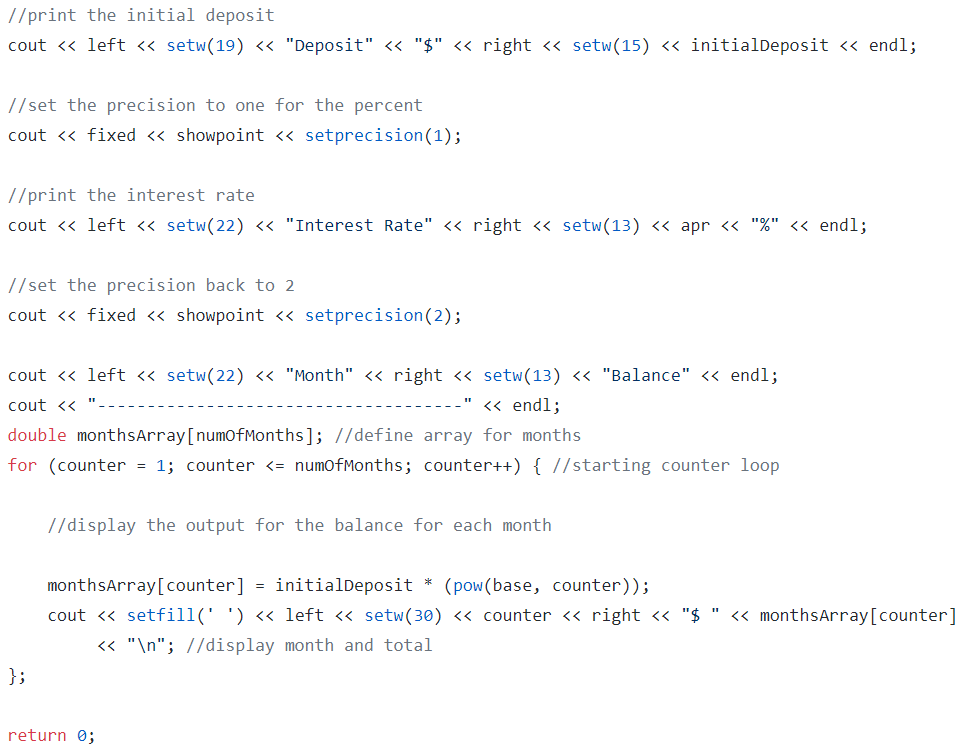 //print the initial deposit
cout << left << setw(19) << "Deposit" << "$" << right << setw(15) << initialDeposit << endl;
//set the precision to one for the percent
cout << fixed << showpoint << setprecision(1);
//print the interest rate
cout << left << setw(22) << "Interest Rate" << right << setw(13) << apr << "%" << endl;
//set the precision back to 2
cout << fixed << showpoint << setprecision(2);
cout << left << setw(22) << "Month" << right << setw(13) << "Balance" << endl;
cout << "-------------------------------------" << endl;
double monthsArray[numOfMonths]; //define array for months
for (counter = 1; counter <= numOfMonths; counter++) { //starting counter loop
//display the output for the balance for each month
monthsArray[counter] = initialDeposit * (pow(base, counter));
cout << setfill(' ') << left << setw(30) << counter << right << "$ " << monthsArray[counter]
<< "\n"; //display month and total
};
return 0;